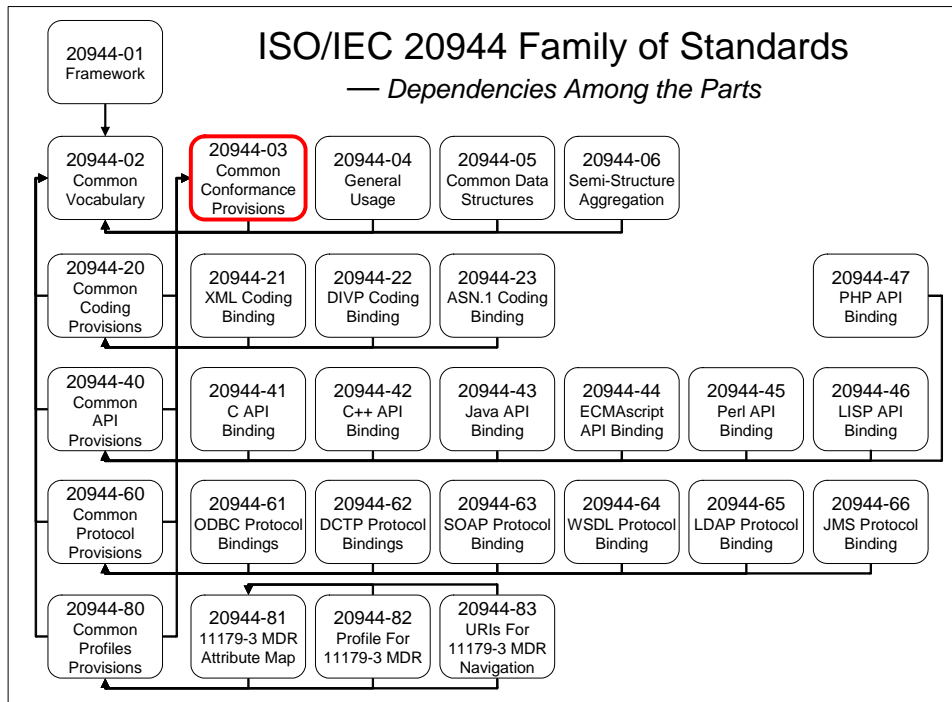 ISO/IEC 20944 Family of Standards
— Dependencies Among the Parts
20944-01
Framework
20944-02
Common
Vocabulary
20944-03
Common
Conformance
Provisions
20944-04
General
Usage
20944-05
Common Data
Structures
20944-06
Semi-Structure
Aggregation
20944-20
Common
Coding
Provisions
20944-21
XML Coding
Binding
20944-22
DIVP Coding
Binding
20944-23
ASN.1 Coding
Binding
20944-47
PHP API
Binding
20944-40
Common
API
Provisions
20944-41
C API
Binding
20944-42
C++ API
Binding
20944-43
Java API
Binding
20944-44
ECMAscript
API Binding
20944-45
Perl API
Binding
20944-46
LISP API
Binding
20944-60
Common
Protocol
Provisions
20944-61
ODBC Protocol
Bindings
20944-62
DCTP Protocol
Bindings
20944-63
SOAP Protocol
Binding
20944-64
WSDL Protocol
Binding
20944-65
LDAP Protocol
Binding
20944-66
JMS Protocol
Binding
20944-80
Common
Profiles
Provisions
20944-81
11179-3 MDR
Attribute Map
20944-82
Profile For
11179-3 MDR
20944-83
URIs For
11179-3 MDR
Navigation